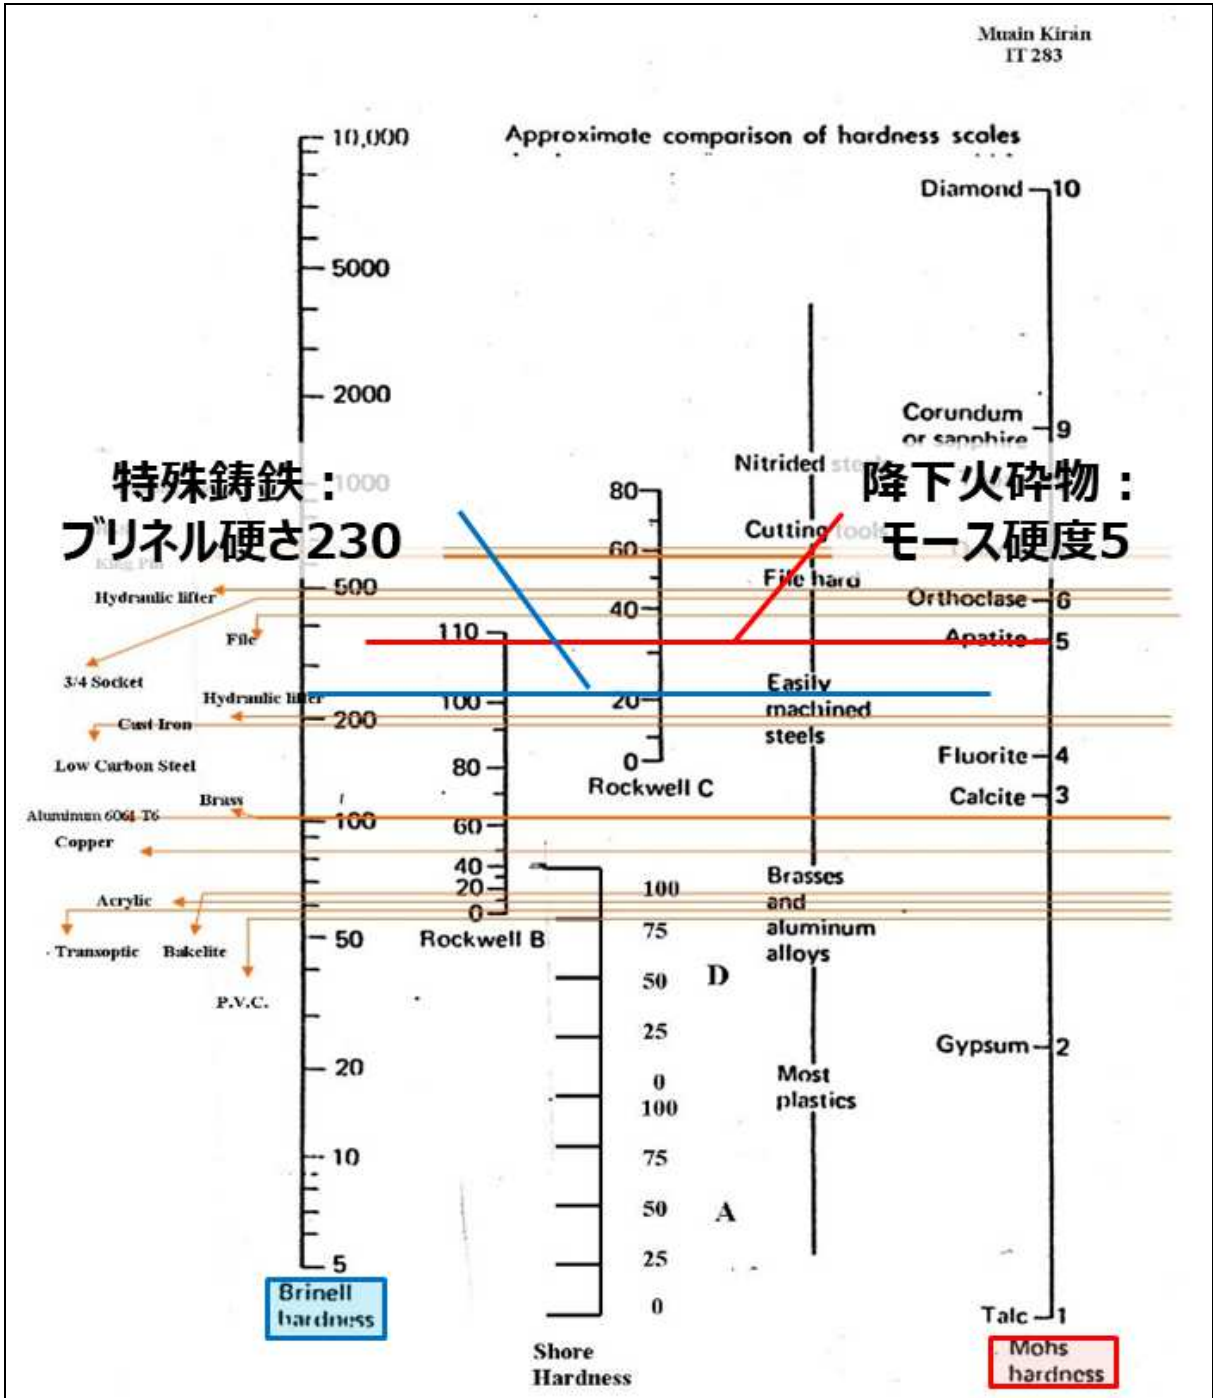 Muain Kiran
IT 283
Approximate comparison of hardness scales
10,000
5000
2000
1000
500
200
100
50
20
10
5
Brinell
hardness
特殊鋳鉄：
ブリネル硬さ230
King Pin
Hydraulic lifter
File
3/4 Socket
Hydraulic lifter
Cast Iron
Low Carbon Steel
Brass
Aluminum 6061 T6
Copper
Acrylic
Transoptic
Bakelite
P.V.C.
110
100
80
60
40
20
0
Rockwell B
80
60
40
20
0
Rockwell C
100
75
50
25
0
D
100
75
50
25
0
A
Shore
Hardness
Nitrided steels
Cutting tools
File hard
Easily
machined
steels
Brasses
and
aluminum
alloys
Most
plastics
降下火砕物：
モース硬度5
Diamond 10
Corundum
or sapphire 9
Orthoclase 6
Apatite 5
Fluorite 4
Calcite 3
Gypsum 2
Talc 1
Mohs
hardness